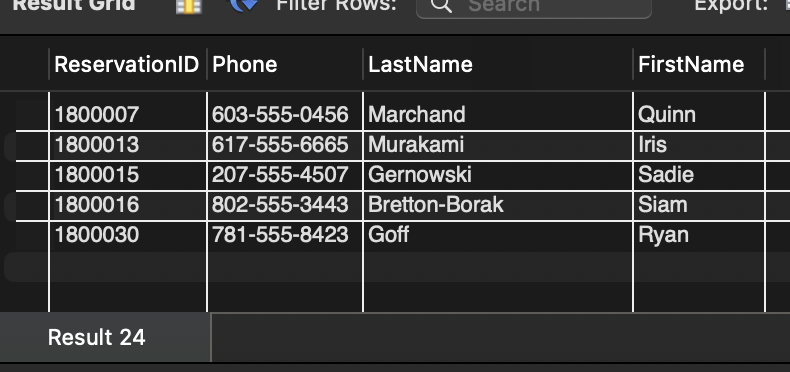 Result Grid Filter Rows: Search Export:
ReservationID Phone LastName FirstName
1800007 603-555-0456 Marchand Quinn
1800013 617-555-6665 Murakami Iris
1800015 207-555-4507 Gernowski Sadie
1800016 802-555-3443 Bretton-Borak Siam
1800030 781-555-8423 Goff Ryan
Result 24